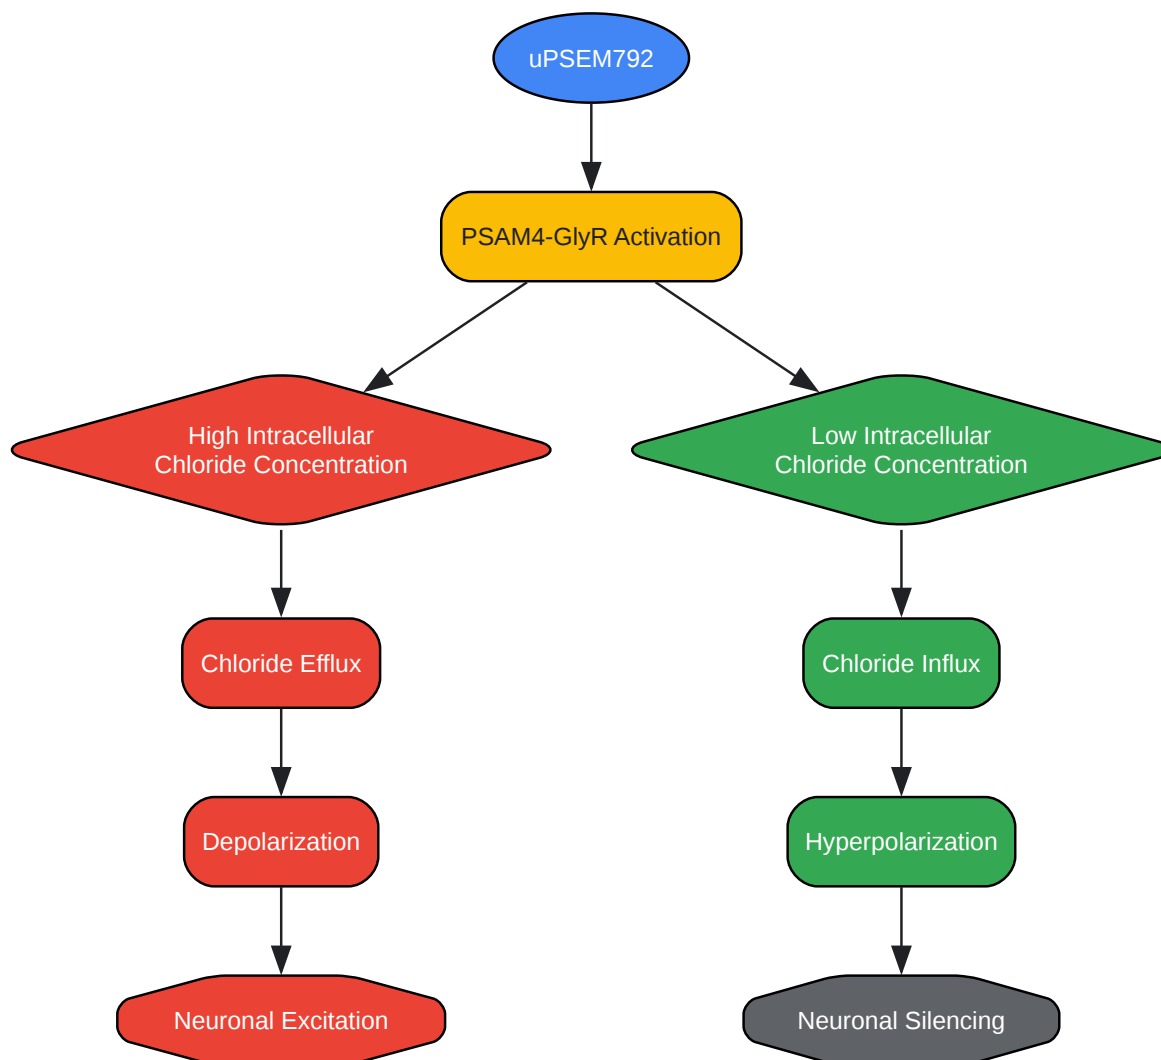 uPSEM792
PSAM4-GlyR Activation
High Intracellular
Chloride Concentration
Low Intracellular
Chloride Concentration
Chloride Efflux
Chloride Influx
Depolarization
Hyperpolarization
Neuronal Excitation
Neuronal Silencing